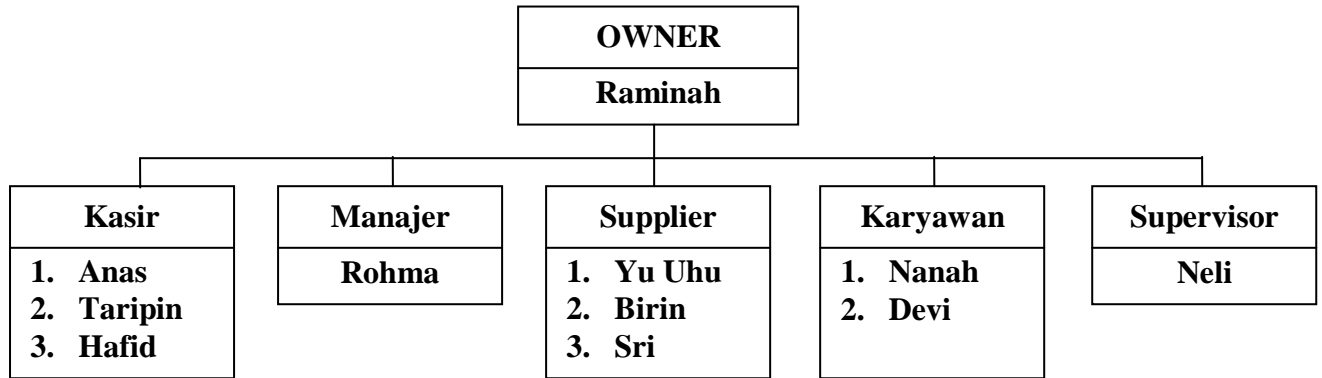 OWNER
Raminah
Kasir
1. Anas
2. Taripin
3. Hafid
Manajer
Rohma
Supplier
1. Yu Uhu
2. Birin
3. Sri
Karyawan
1. Nanah
2. Devi
Supervisor
Neli